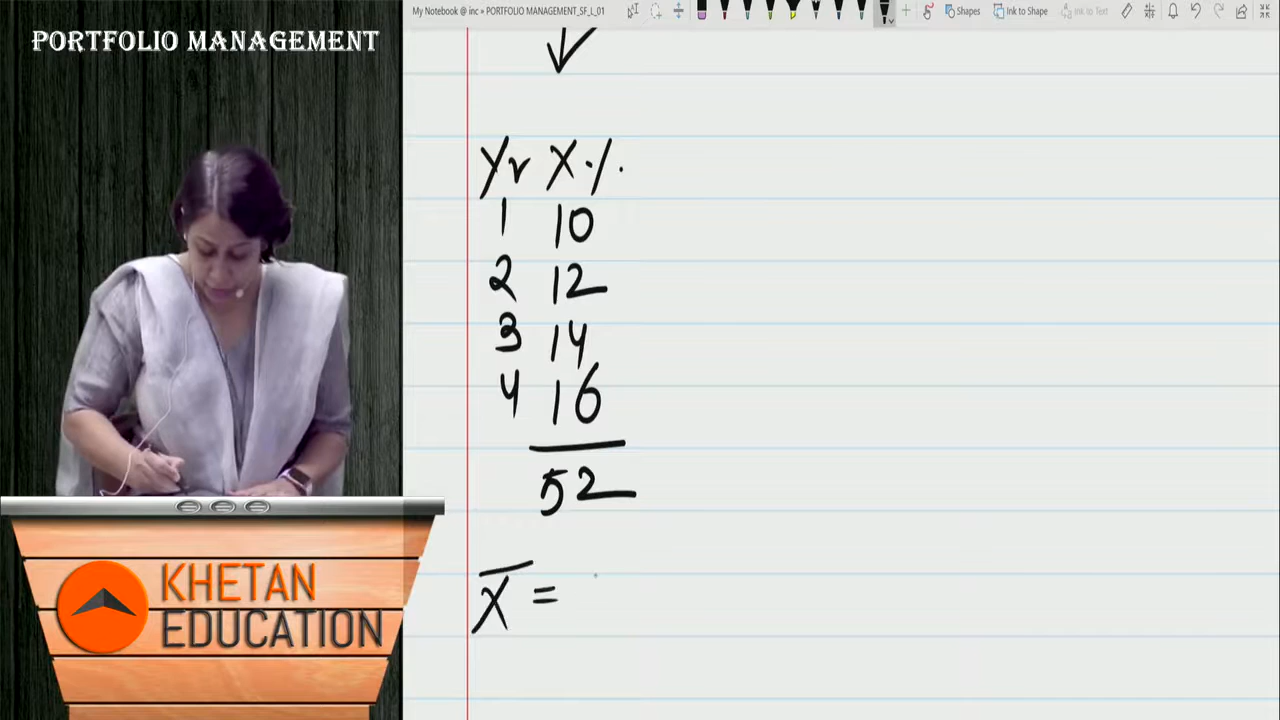 My Notebook @ inc » PORTFOLIO MANAGEMENT_SF_L_01
Shapes
Ink to Shape
Ink to Text
PORTFOLIO MANAGEMENT
Yr X%
1 10
2 12
3 14
4 16
52
X̅ =
KHETAN
EDUCATION